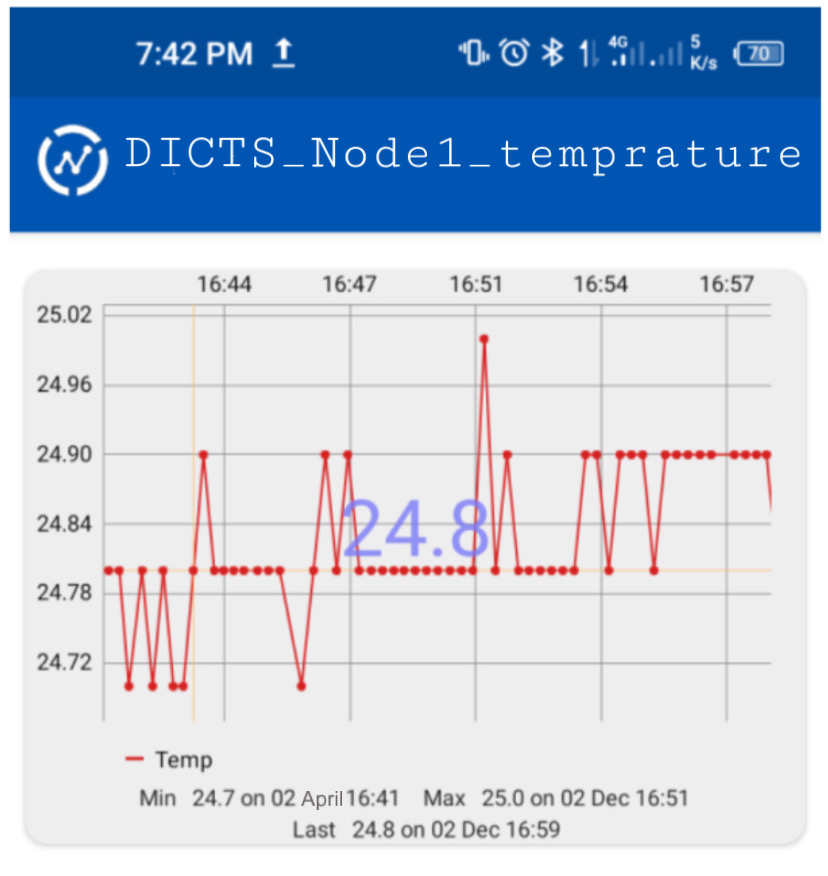 7:42 PM 4G 5 K/s 70
DICTS_Node1_temprature
16:44 16:47 16:51 16:54 16:57
25.02
24.96
24.90
24.84
24.8
24.78
24.72
Temp
Min 24.7 on 02 April 16:41 Max 25.0 on 02 Dec 16:51
Last 24.8 on 02 Dec 16:59